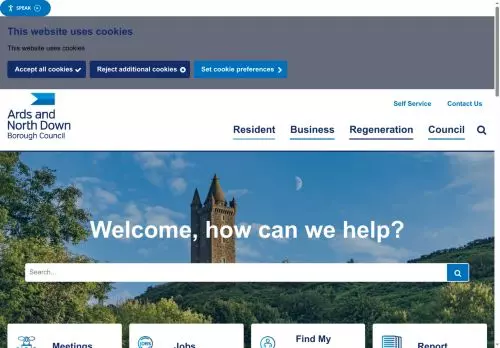 SPEAK
This website uses cookies
This website uses cookies
Accept all cookies
Reject additional cookies
Set cookie preferences
Ards and
North Down
Borough Council
Self Service
Contact Us
Resident
Business
Regeneration
Council
Welcome, how can we help?
Search...
Meetings
JOBS
Jobs
Find My
Report